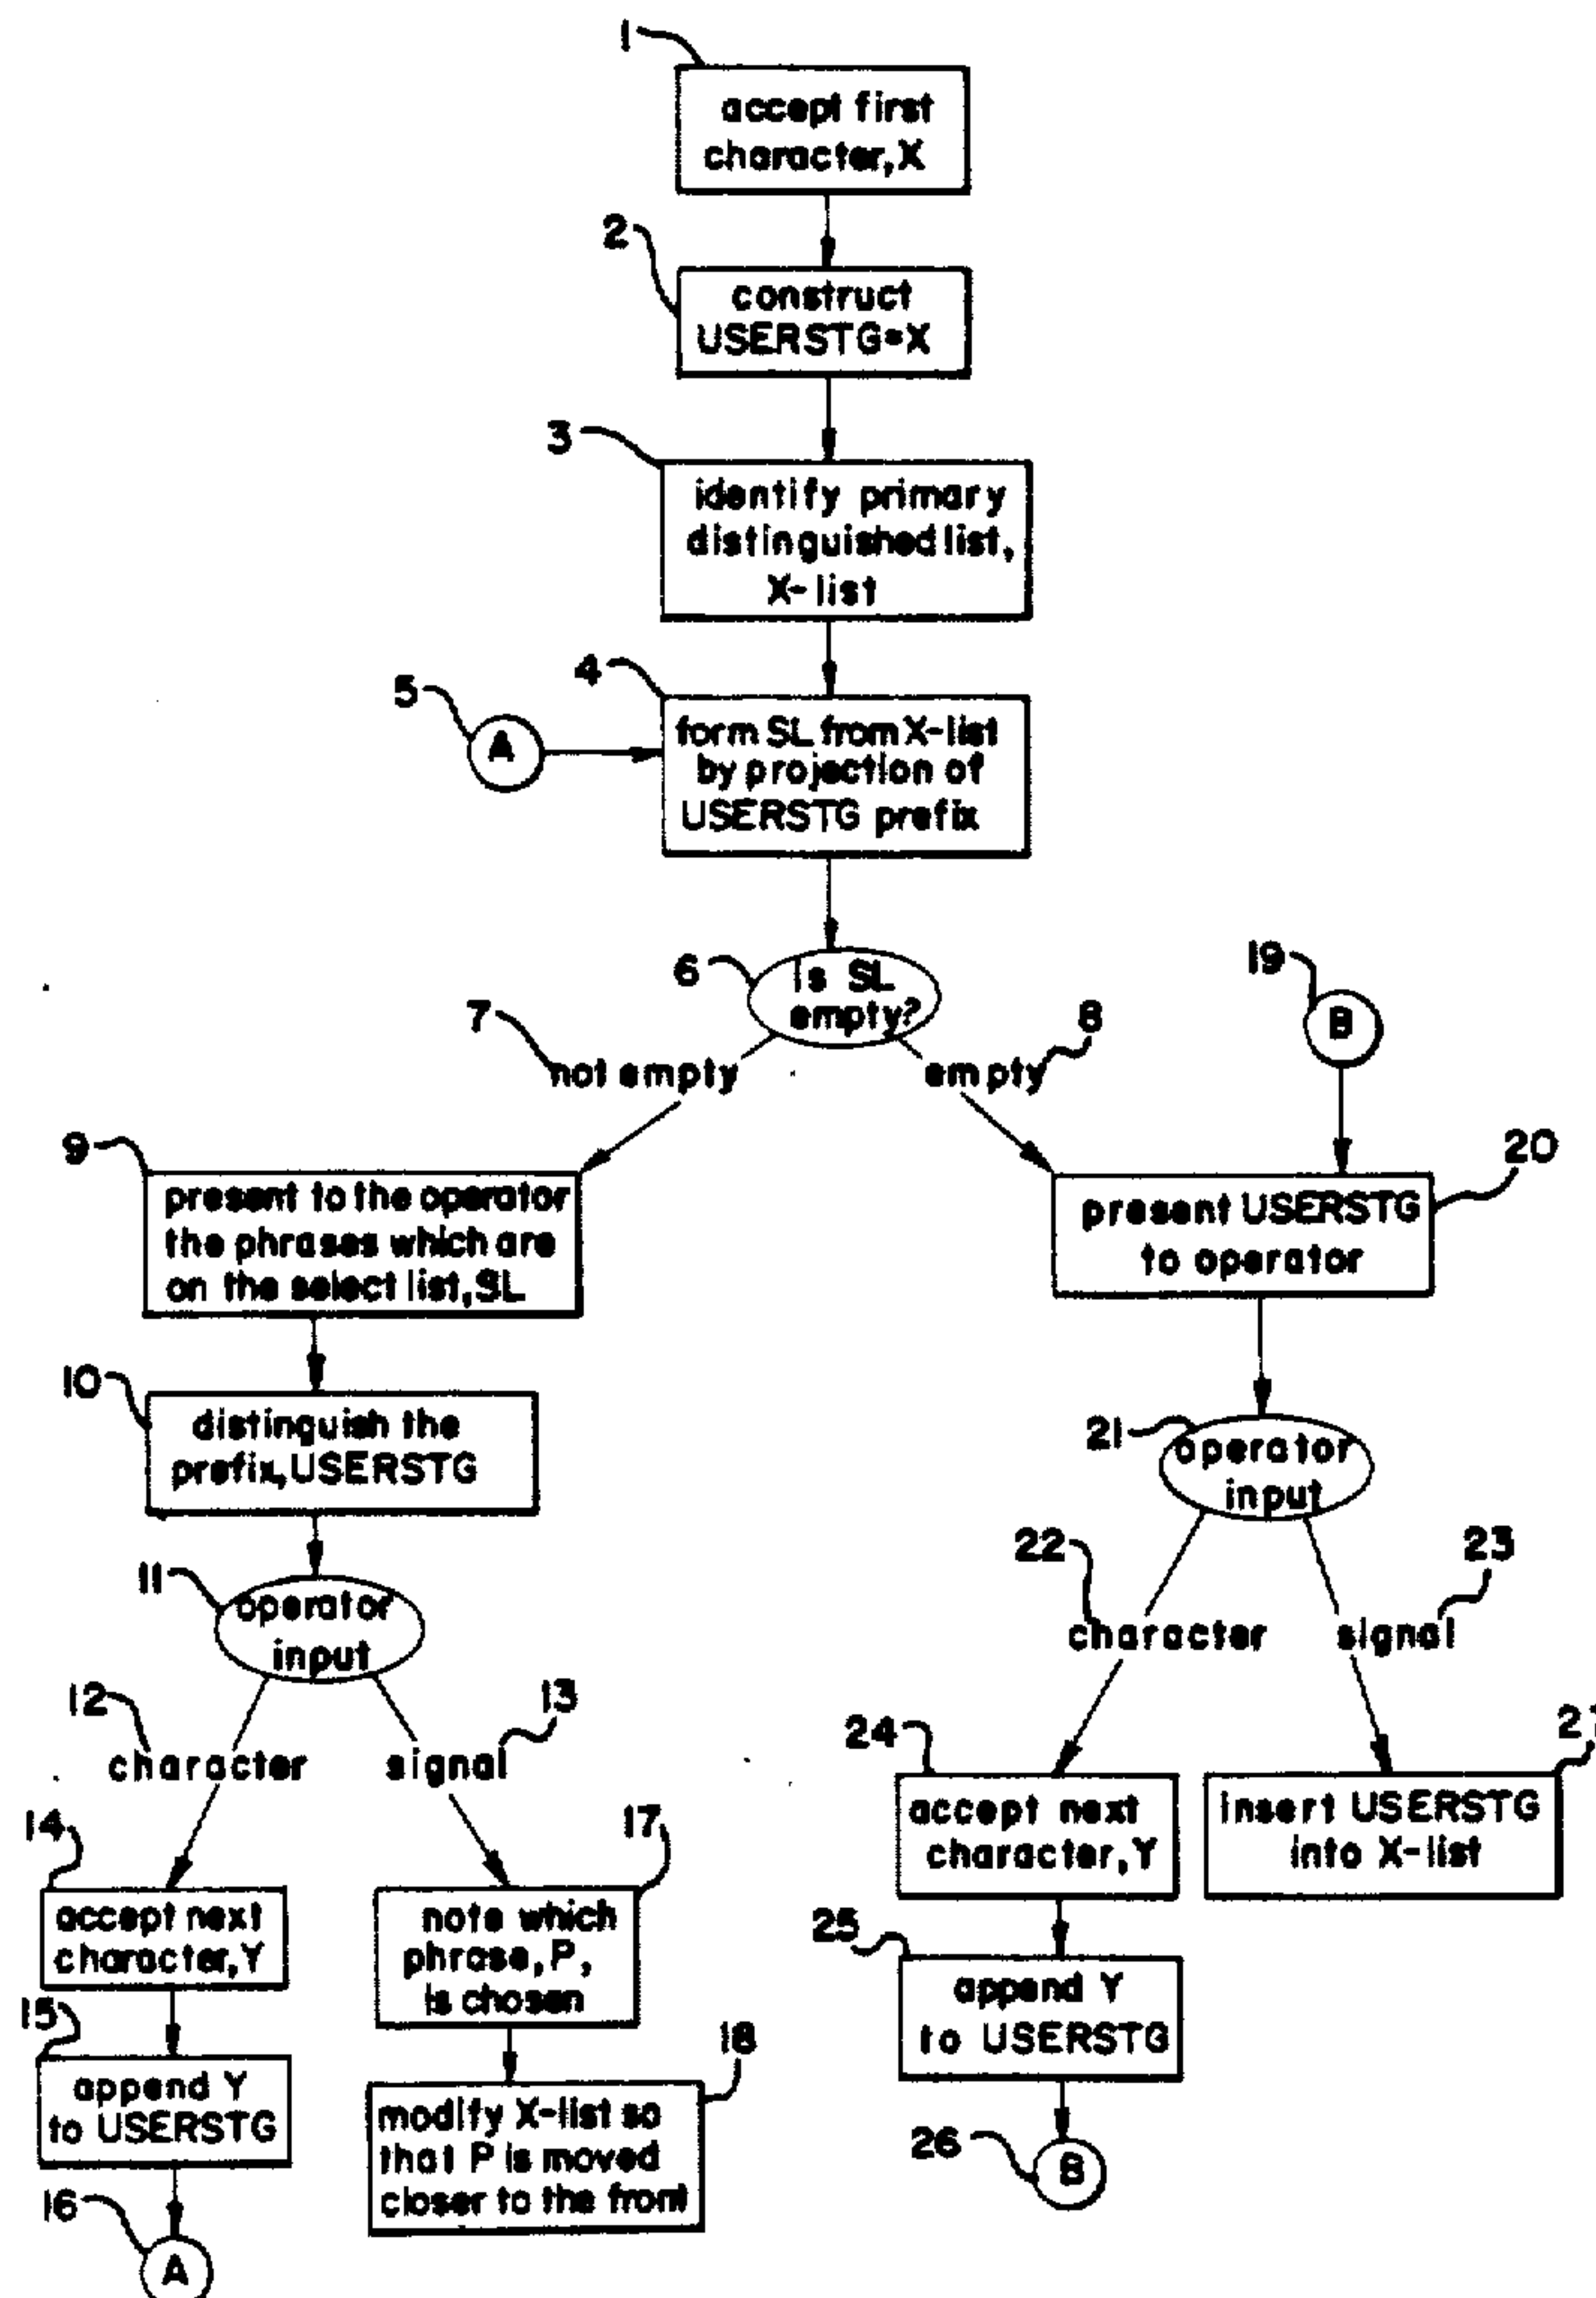 1
accept first
character, X
2
construct
USERSTG=X
3
identify primary
distinguished list,
X-list
4
5
A
form SL from X-list
by projection of
USERSTG prefix
6
Is SL
empty?
19
B
7
not empty
8
empty
9
present to the operator
the phrases which are
on the select list, SL
20
present USERSTG
to operator
10
distinguish the
prefix, USERSTG
21
operator
input
11
operator
input
22
character
23
signal
12
character
13
signal
24
accept next
character, Y
insert USERSTG
into X-list
14
accept next
character, Y
17
note which
phrase, P,
is chosen
25
append Y
to USERSTG
15
append Y
to USERSTG
18
modify X-list so
that P is moved
closer to the front
26
B
16
A